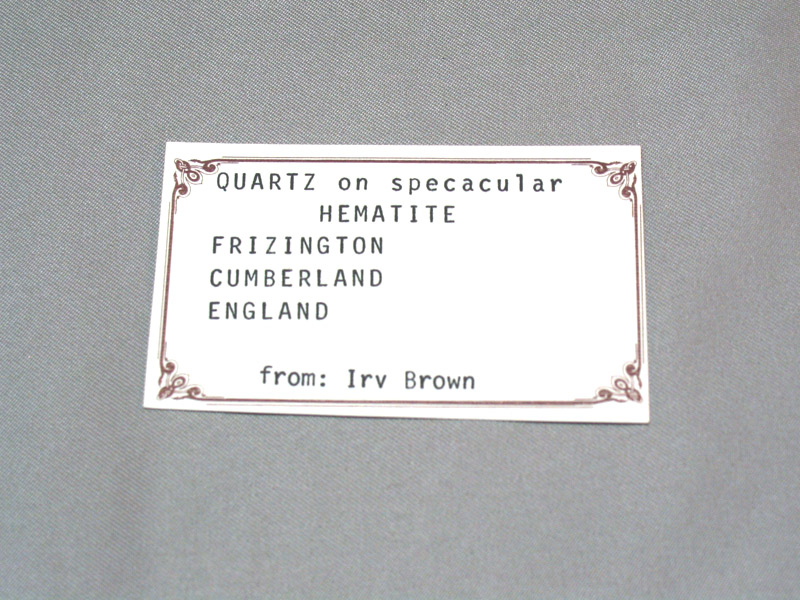 QUARTZ on specacular
HEMATITE
FRIZINGTON
CUMBERLAND
ENGLAND
from: Irv Brown